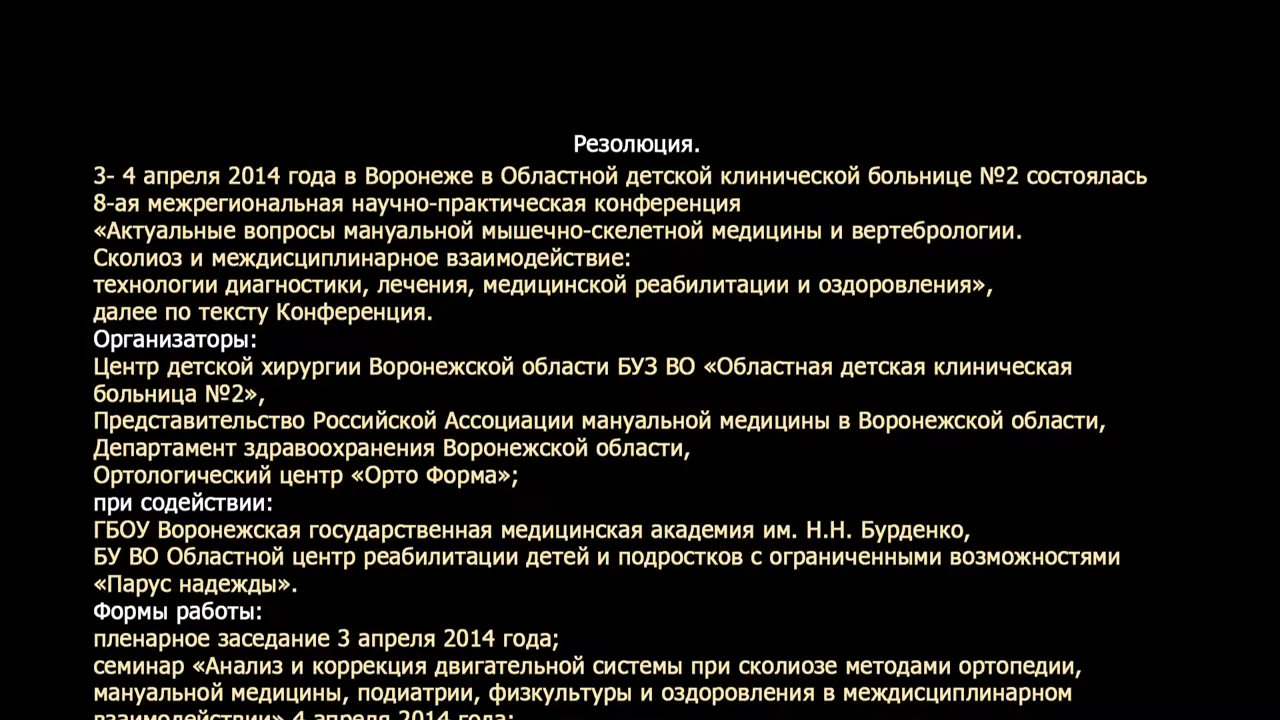 Резолюция.
3- 4 апреля 2014 года в Воронеже в Областной детской клинической больнице №2 состоялась
8-ая межрегиональная научно-практическая конференция
«Актуальные вопросы мануальной мышечно-скелетной медицины и вертебрологии.
Сколиоз и междисциплинарное взаимодействие:
технологии диагностики, лечения, медицинской реабилитации и оздоровления»,
далее по тексту Конференция.
Организаторы:
Центр детской хирургии Воронежской области БУЗ ВО «Областная детская клиническая
больница №2»,
Представительство Российской Ассоциации мануальной медицины в Воронежской области,
Департамент здравоохранения Воронежской области,
Ортологический центр «Орто Форма»;
при содействии:
ГБОУ Воронежская государственная медицинская академия им. Н.Н. Бурденко,
БУ ВО Областной центр реабилитации детей и подростков с ограниченными возможностями
«Парус надежды».
Формы работы:
пленарное заседание 3 апреля 2014 года;
семинар «Анализ и коррекция двигательной системы при сколиозе методами ортопедии,
мануальной медицины, подиатрии, физкультуры и оздоровления в междисциплинарном
взаимодействии» 4 апреля 2014 года;